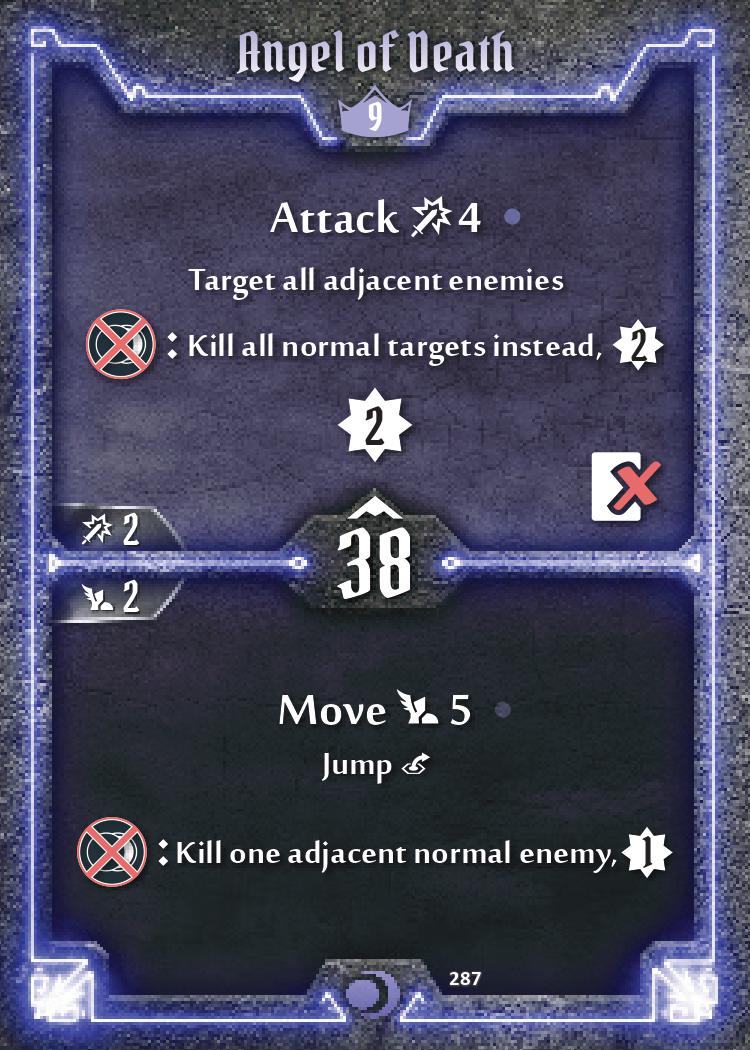 Angel of Death
9
Attack 4
Target all adjacent enemies
: Kill all normal targets instead, 2
2
2
38
2
Move 5
Jump
: Kill one adjacent normal enemy, 1
287